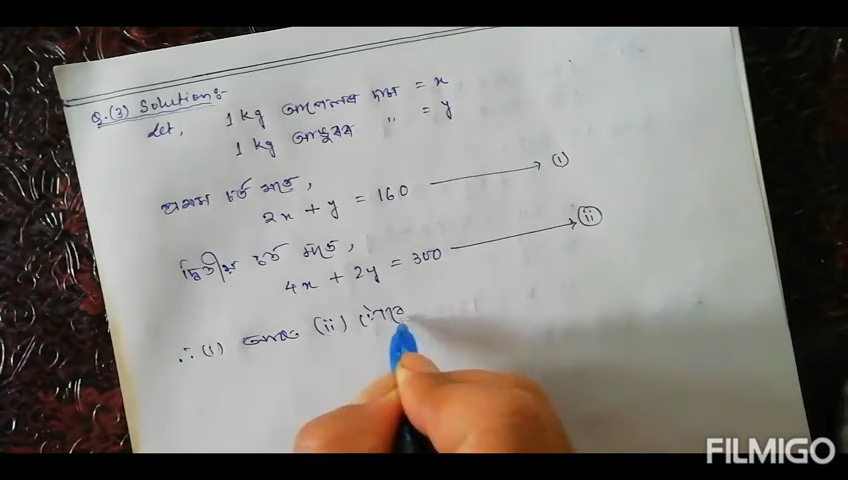 Q.(3) Solution:-
Let, 1 kg আপেলৰ দাম = x
1 kg আঙুৰৰ " = y
প্ৰথম চৰ্ত মতে,
2x + y = 160 → (i)
দ্বিতীয় চৰ্ত মতে,
4x + 2y = 300 → (ii)
∴ (i) আৰু (ii)
FILMIGO